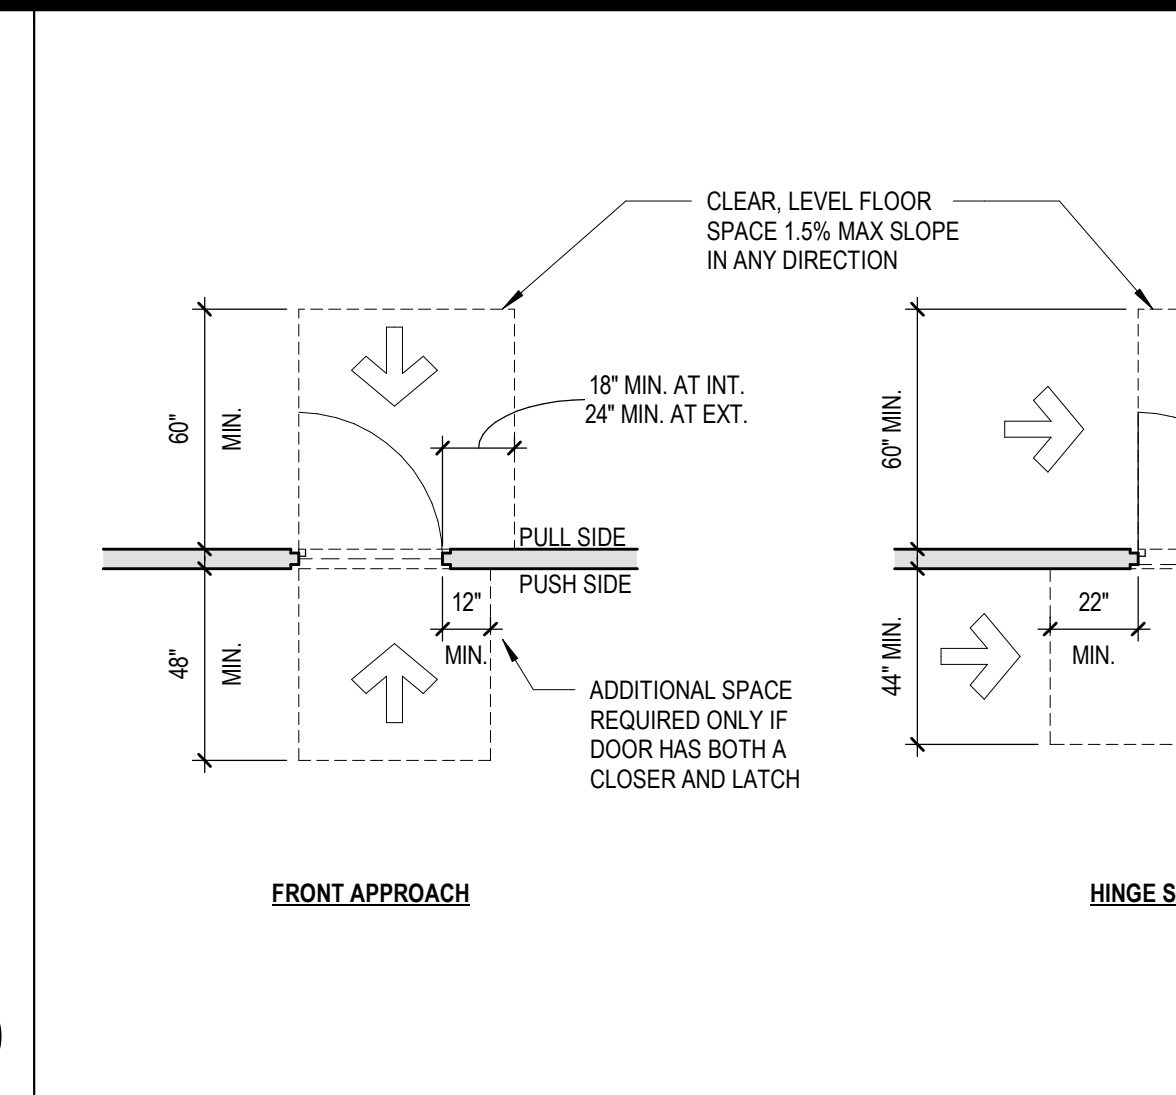 CLEAR, LEVEL FLOOR
SPACE 1.5% MAX SLOPE
IN ANY DIRECTION
18" MIN. AT INT.
24" MIN. AT EXT.
60"
MIN.
60" MIN.
PULL SIDE
PUSH SIDE
12"
MIN.
48"
MIN.
22"
MIN.
44" MIN.
ADDITIONAL SPACE
REQUIRED ONLY IF
DOOR HAS BOTH A
CLOSER AND LATCH
FRONT APPROACH
HINGE S